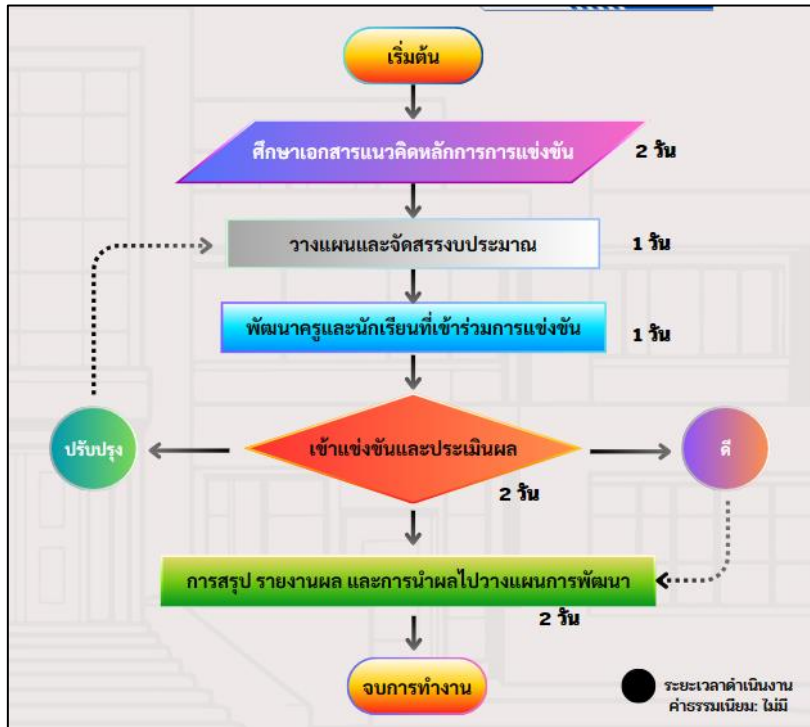 เริ่มต้น
ศึกษาเอกสารแนวคิดหลักการการแข่งขัน
2 วัน
วางแผนและจัดสรรงบประมาณ
1 วัน
พัฒนาครูและนักเรียนที่เข้าร่วมการแข่งขัน
1 วัน
ปรับปรุง
เข้าแข่งขันและประเมินผล
ดี
2 วัน
การสรุป รายงานผล และการนำผลไปวางแผนการพัฒนา
2 วัน
จบการทำงาน
ระยะเวลาดำเนินงาน
ค่าธรรมเนียม: ไม่มี